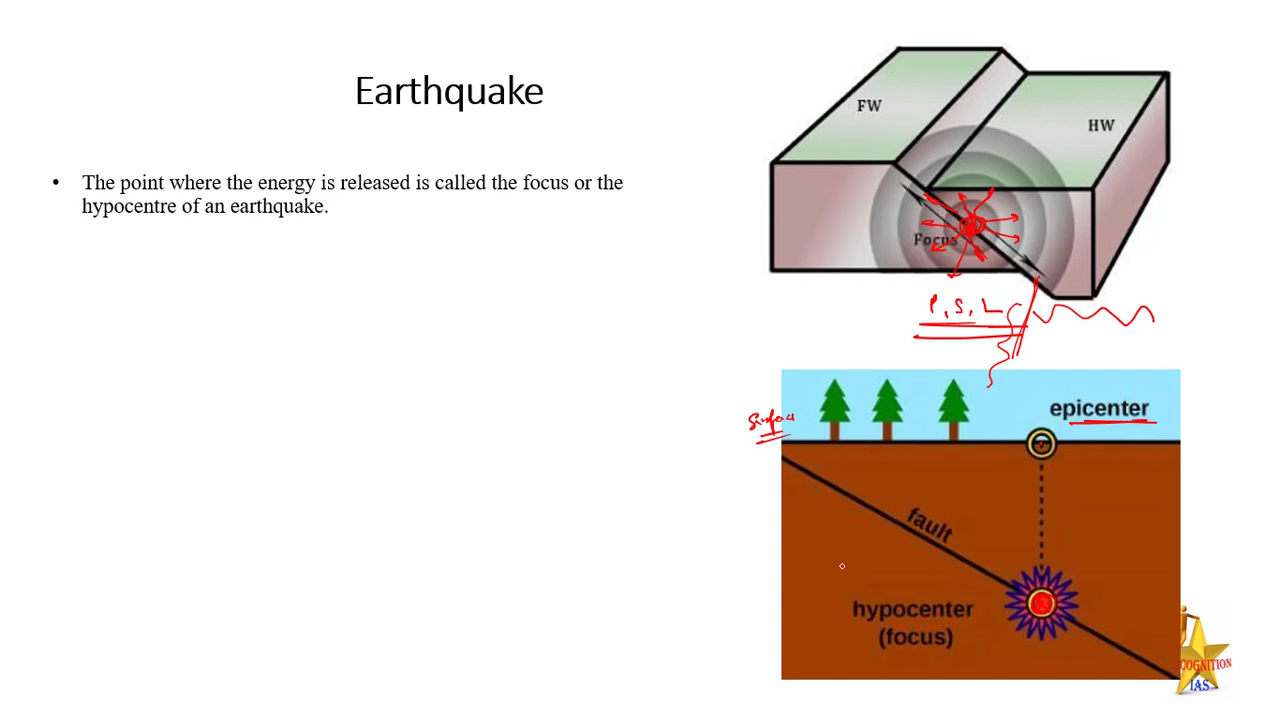 Earthquake
• The point where the energy is released is called the focus or the
hypocentre of an earthquake.
FW
HW
Focus
P, S, L
Surface
epicenter
fault
hypocenter
(focus)
COGNITION
IAS